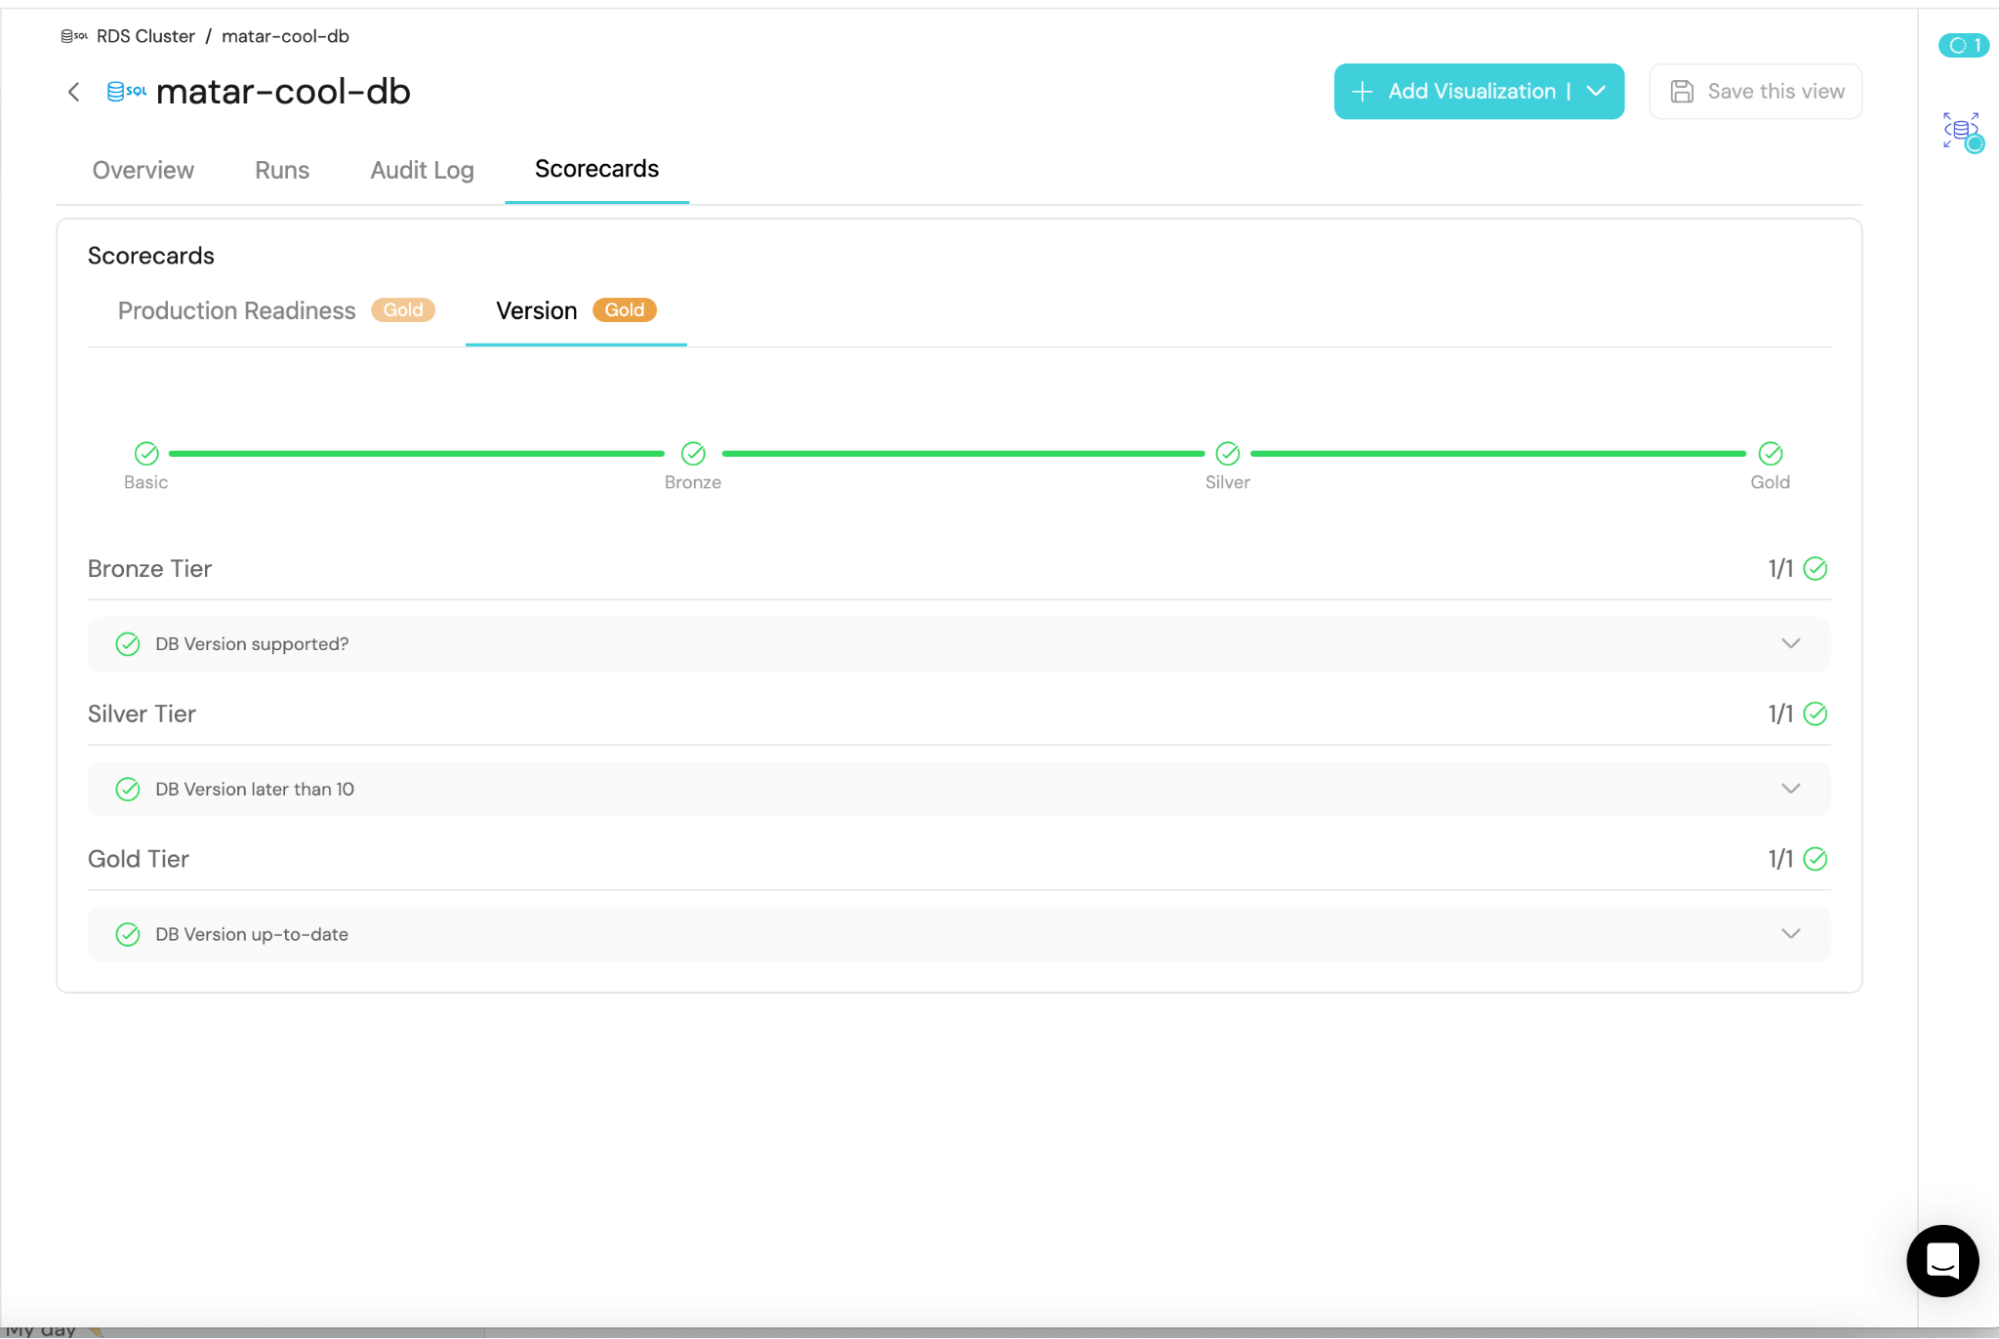 SQL RDS Cluster / matar-cool-db
1
SQL matar-cool-db
Add Visualization |
Save this view
Overview Runs Audit Log Scorecards
Scorecards
Production Readiness Gold Version Gold
Basic Bronze Silver Gold
Bronze Tier 1/1
DB Version supported?
Silver Tier 1/1
DB Version later than 10
Gold Tier 1/1
DB Version up-to-date
My day